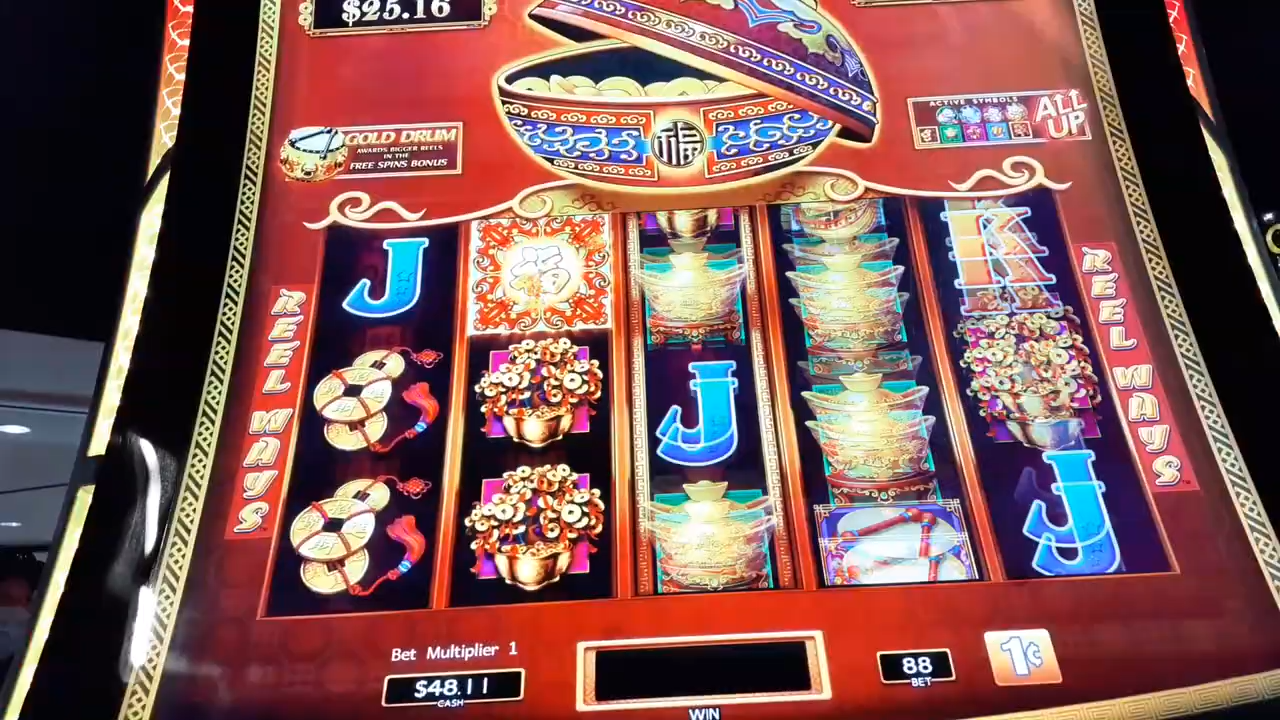 $25.16
GOLD DRUM
AWARDS BIGGER REELS
IN THE
FREE SPINS BONUS
福
ACTIVE SYMBOLS
ALL
UP
REEL WAYS
J
福
K
J
J
REEL WAYS
Bet Multiplier 1
$48.11
CASH
WIN
88
BET
1¢